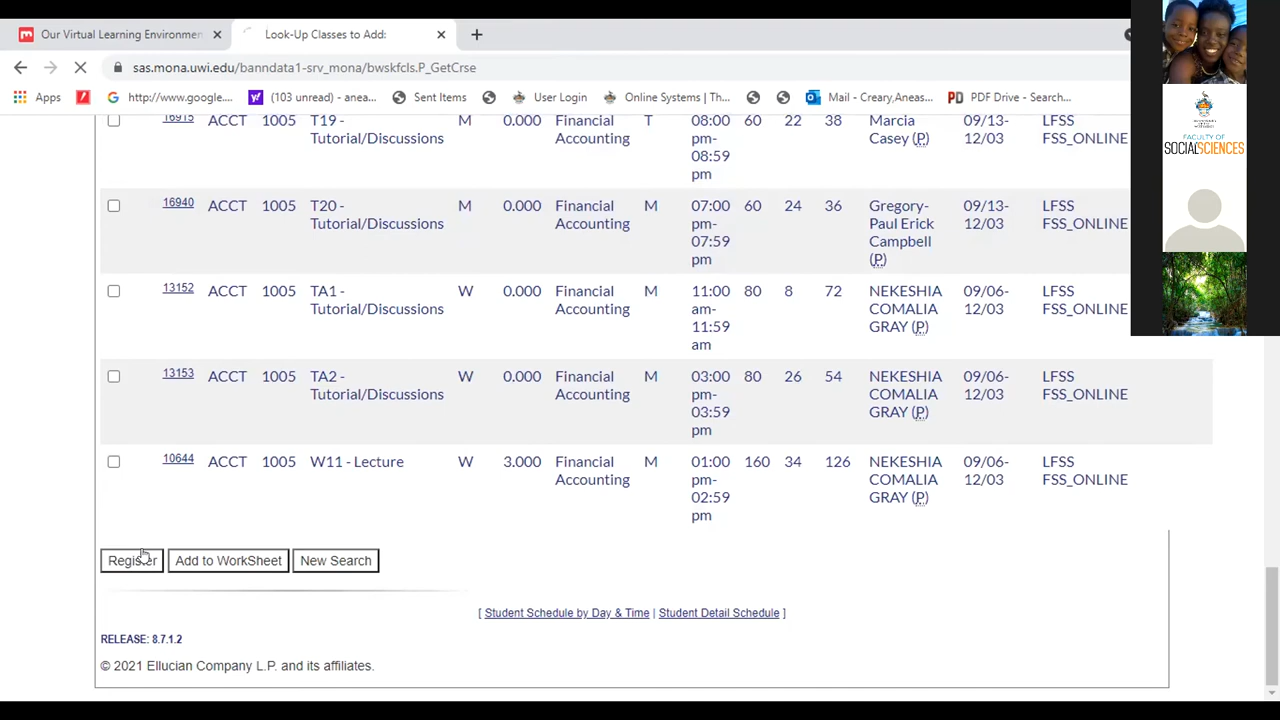 Our Virtual Learning Environmen
Look-Up Classes to Add:
sas.mona.uwi.edu/banndata1-srv_mona/bwskfcls.P_GetCrse
Apps http://www.google.... (103 unread) - anea... Sent Items User Login Online Systems | Th... Mail - Creary,Aneas... PDF Drive - Search...
FACULTY OF
SOCIALSCIENCES
16915 ACCT 1005 T19 - Tutorial/Discussions M 0.000 Financial Accounting T 08:00 pm-08:59 pm 60 22 38 Marcia Casey (P) 09/13-12/03 LFSS FSS_ONLINE
16940 ACCT 1005 T20 - Tutorial/Discussions M 0.000 Financial Accounting M 07:00 pm-07:59 pm 60 24 36 Gregory-Paul Erick Campbell (P) 09/13-12/03 LFSS FSS_ONLINE
13152 ACCT 1005 TA1 - Tutorial/Discussions W 0.000 Financial Accounting M 11:00 am-11:59 am 80 8 72 NEKESHIA COMALIA GRAY (P) 09/06-12/03 LFSS FSS_ONLINE
13153 ACCT 1005 TA2 - Tutorial/Discussions W 0.000 Financial Accounting M 03:00 pm-03:59 pm 80 26 54 NEKESHIA COMALIA GRAY (P) 09/06-12/03 LFSS FSS_ONLINE
10644 ACCT 1005 W11 - Lecture W 3.000 Financial Accounting M 01:00 pm-02:59 pm 160 34 126 NEKESHIA COMALIA GRAY (P) 09/06-12/03 LFSS FSS_ONLINE
Register Add to WorkSheet New Search
[ Student Schedule by Day & Time | Student Detail Schedule ]
RELEASE: 8.7.1.2
© 2021 Ellucian Company L.P. and its affiliates.